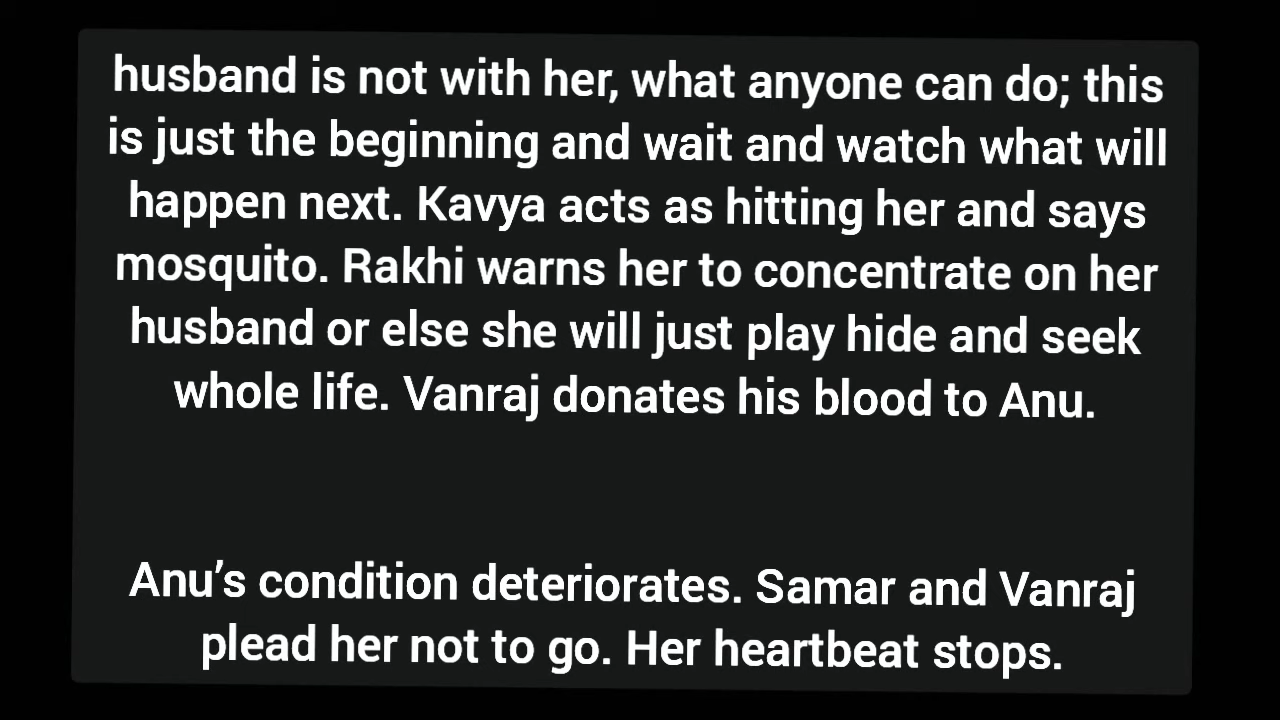 husband is not with her, what anyone can do; this
is just the beginning and wait and watch what will
happen next. Kavya acts as hitting her and says
mosquito. Rakhi warns her to concentrate on her
husband or else she will just play hide and seek
whole life. Vanraj donates his blood to Anu.
Anu’s condition deteriorates. Samar and Vanraj
plead her not to go. Her heartbeat stops.